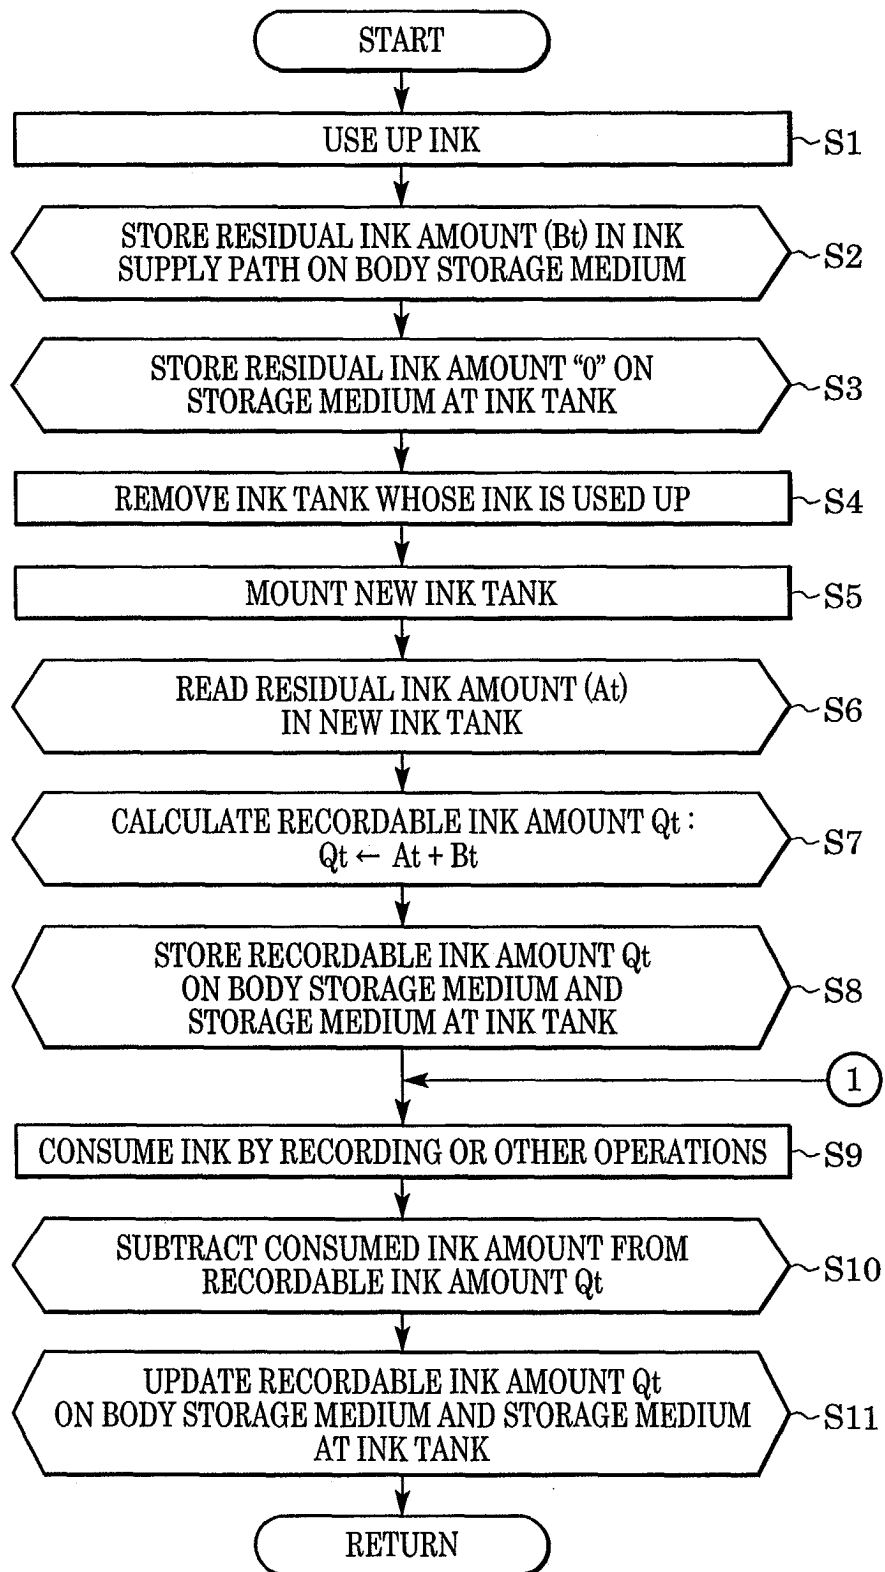 START
USE UP INK
S1
STORE RESIDUAL INK AMOUNT (Bt) IN INK
SUPPLY PATH ON BODY STORAGE MEDIUM
S2
STORE RESIDUAL INK AMOUNT “0” ON
STORAGE MEDIUM AT INK TANK
S3
REMOVE INK TANK WHOSE INK IS USED UP
S4
MOUNT NEW INK TANK
S5
READ RESIDUAL INK AMOUNT (At)
IN NEW INK TANK
S6
CALCULATE RECORDABLE INK AMOUNT Qt :
Qt ← At + Bt
S7
STORE RECORDABLE INK AMOUNT Qt
ON BODY STORAGE MEDIUM AND
STORAGE MEDIUM AT INK TANK
S8
1
CONSUME INK BY RECORDING OR OTHER OPERATIONS
S9
SUBTRACT CONSUMED INK AMOUNT FROM
RECORDABLE INK AMOUNT Qt
S10
UPDATE RECORDABLE INK AMOUNT Qt
ON BODY STORAGE MEDIUM AND STORAGE MEDIUM
AT INK TANK
S11
RETURN